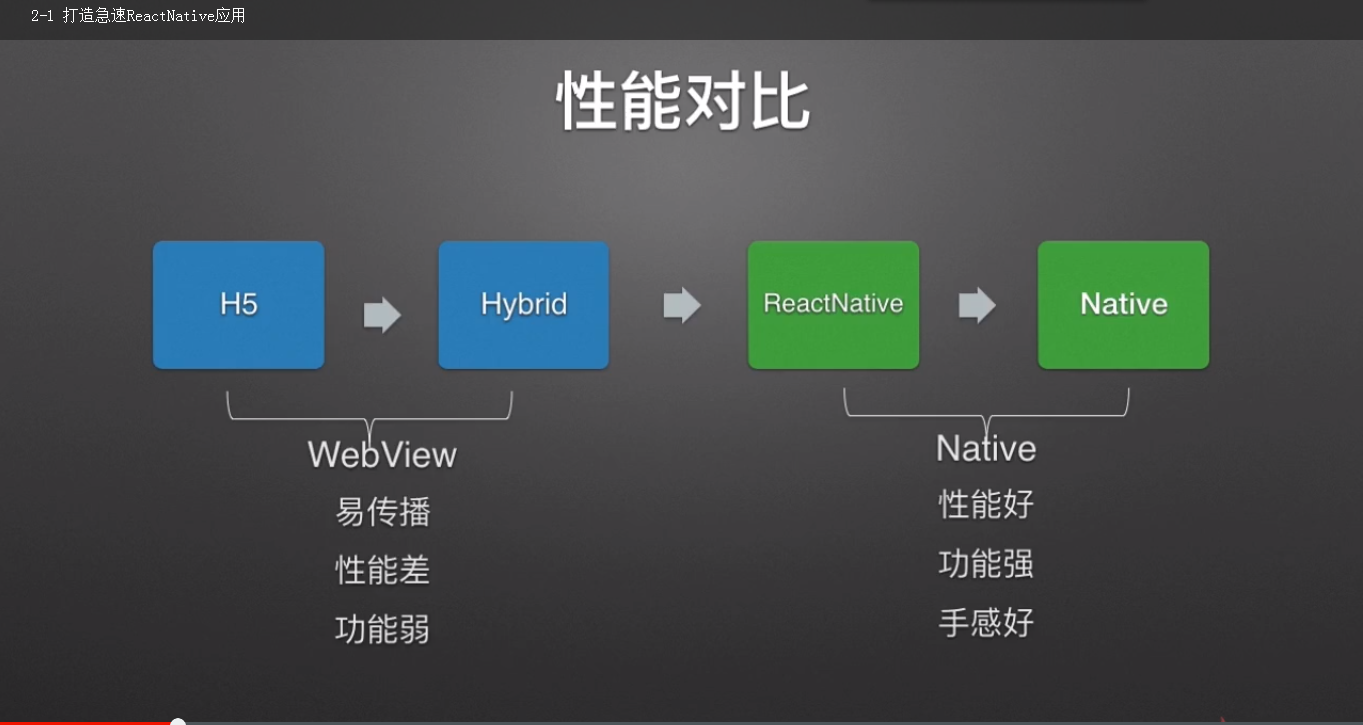 2-1 打造急速ReactNative应用
性能对比
H5
Hybrid
ReactNative
Native
WebView
易传播
性能差
功能弱
Native
性能好
功能强
手感好